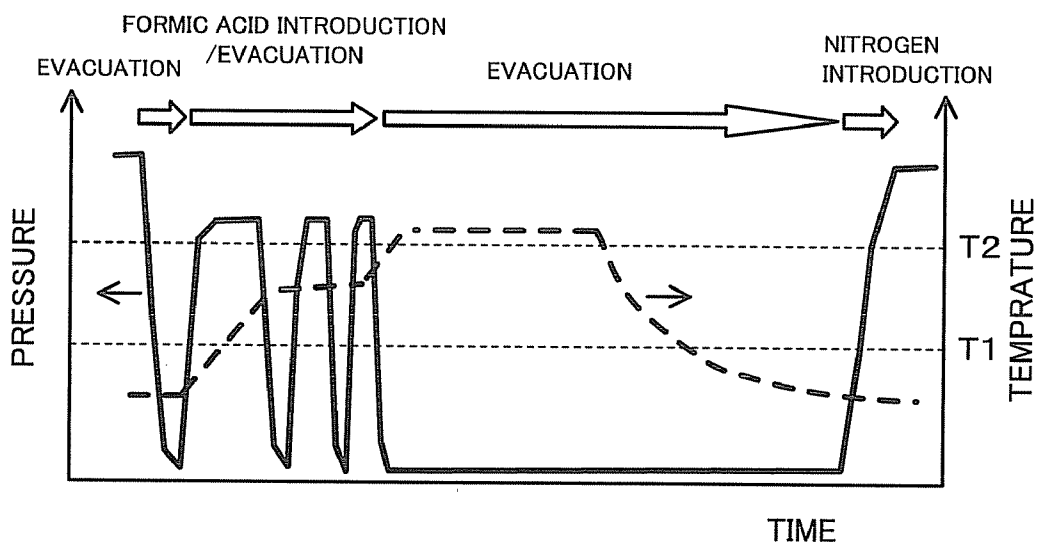 FORMIC ACID INTRODUCTION
/EVACUATION
EVACUATION
EVACUATION
NITROGEN
INTRODUCTION
PRESSURE
T2
T1
TEMPRATURE
TIME